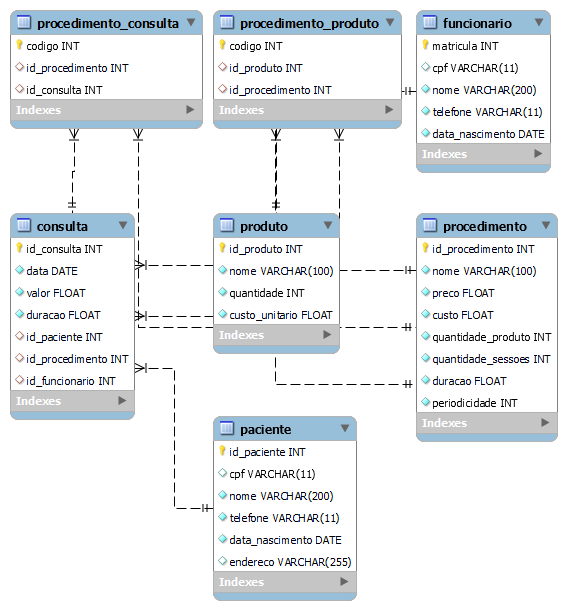 procedimento_consulta
codigo INT
id_procedimento INT
id_consulta INT
Indexes
procedimento_produto
codigo INT
id_produto INT
id_procedimento INT
Indexes
funcionario
matricula INT
cpf VARCHAR(11)
nome VARCHAR(200)
telefone VARCHAR(11)
data_nascimento DATE
Indexes
consulta
id_consulta INT
data DATE
valor FLOAT
duracao FLOAT
id_paciente INT
id_procedimento INT
id_funcionario INT
Indexes
produto
id_produto INT
nome VARCHAR(100)
quantidade INT
custo_unitario FLOAT
Indexes
procedimento
id_procedimento INT
nome VARCHAR(100)
preco FLOAT
custo FLOAT
quantidade_produto INT
quantidade_sessoes INT
duracao FLOAT
periodicidade INT
Indexes
paciente
id_paciente INT
cpf VARCHAR(11)
nome VARCHAR(200)
telefone VARCHAR(11)
data_nascimento DATE
endereco VARCHAR(255)
Indexes